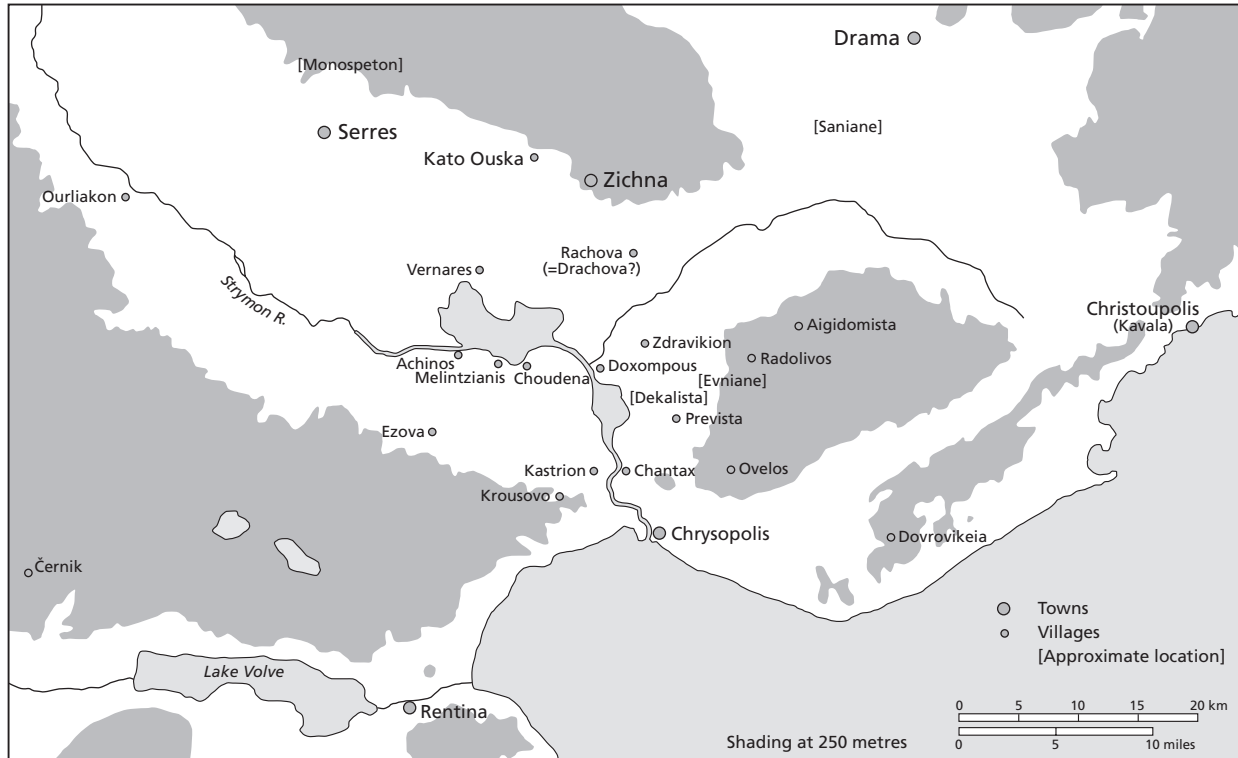 Drama
[Monospeton]
[Saniane]
Serres
Kato Ouska
Zichna
Ourliakon
Rachova
(=Drachova?)
Vernares
Strymon R.
Christoupolis
(Kavala)
Aigidomista
Zdravikion
Radolivos
Achinos
Melintzianis
Choudena
Doxompous
[Evniane]
[Dekalista]
Prevista
Ezova
Kastrion
Chantax
Ovelos
Krousovo
Chrysopolis
Dovrovikeia
Černik
Towns
Villages
[Approximate location]
Lake Volve
Rentina
0 5 10 15 20 km
Shading at 250 metres
0 5 10 miles